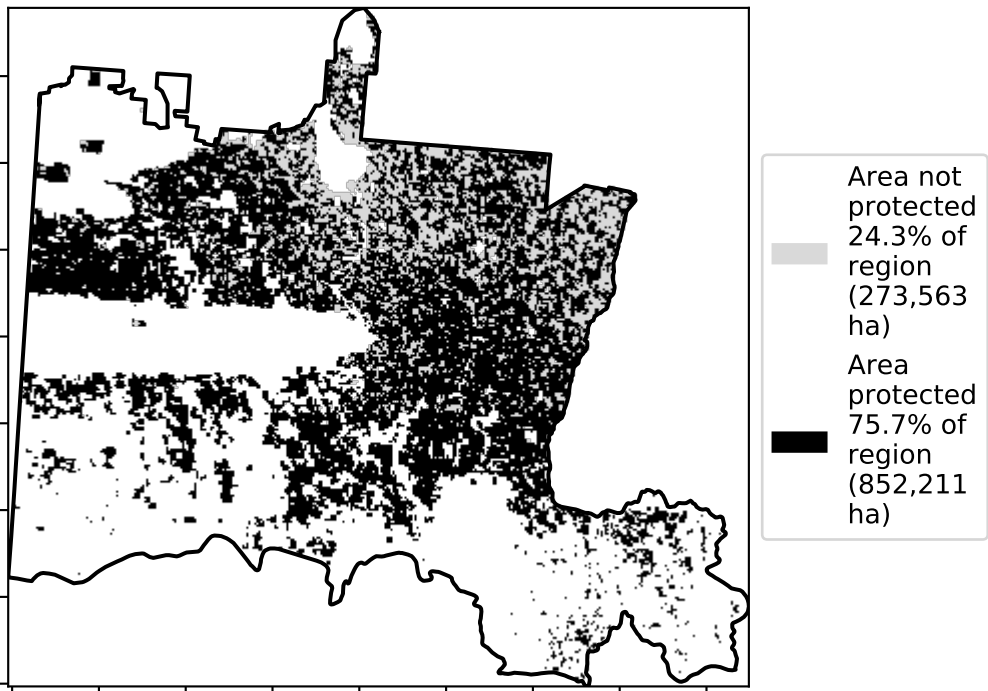 Area not
protected
24.3% of
region
(273,563
ha)
Area
protected
75.7% of
region
(852,211
ha)